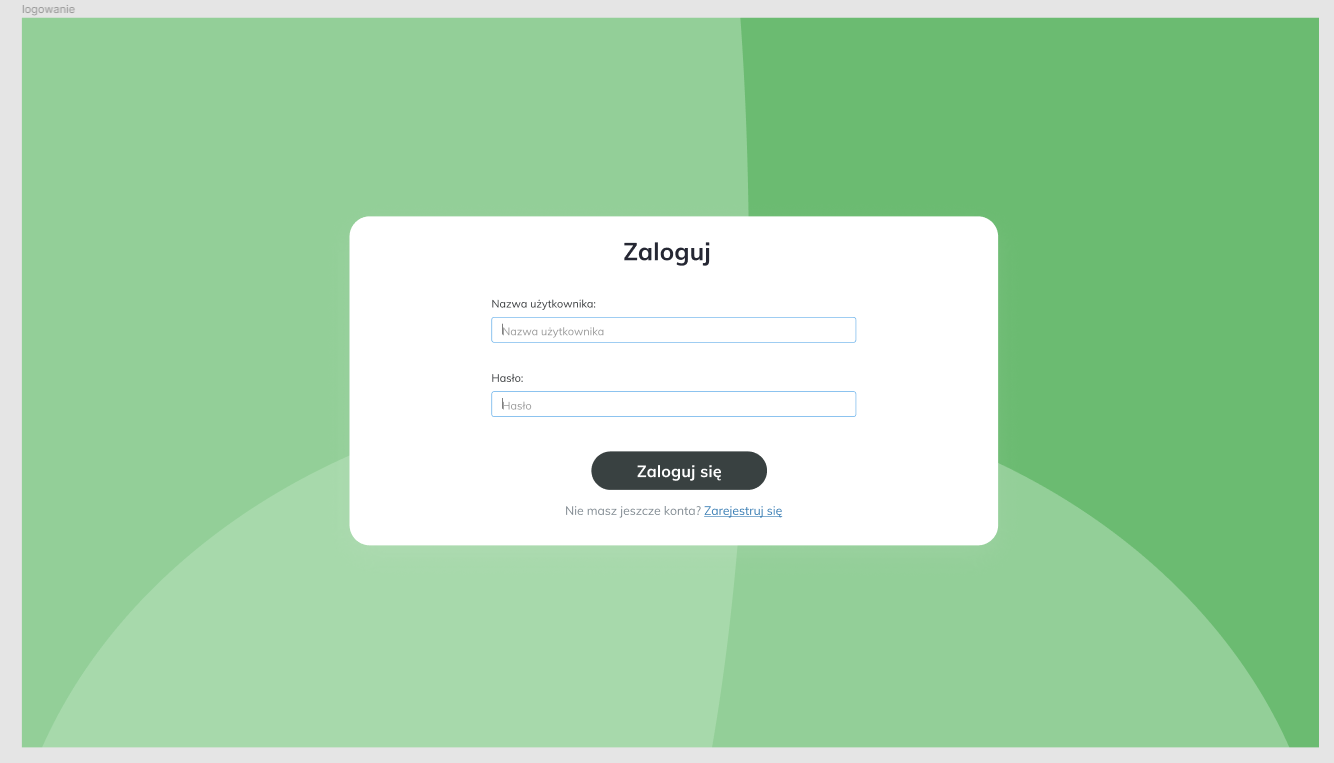 logowanie
Zaloguj
Nazwa użytkownika:
Nazwa użytkownika
Hasło:
Hasło
Zaloguj się
Nie masz jeszcze konta? Zarejestruj się